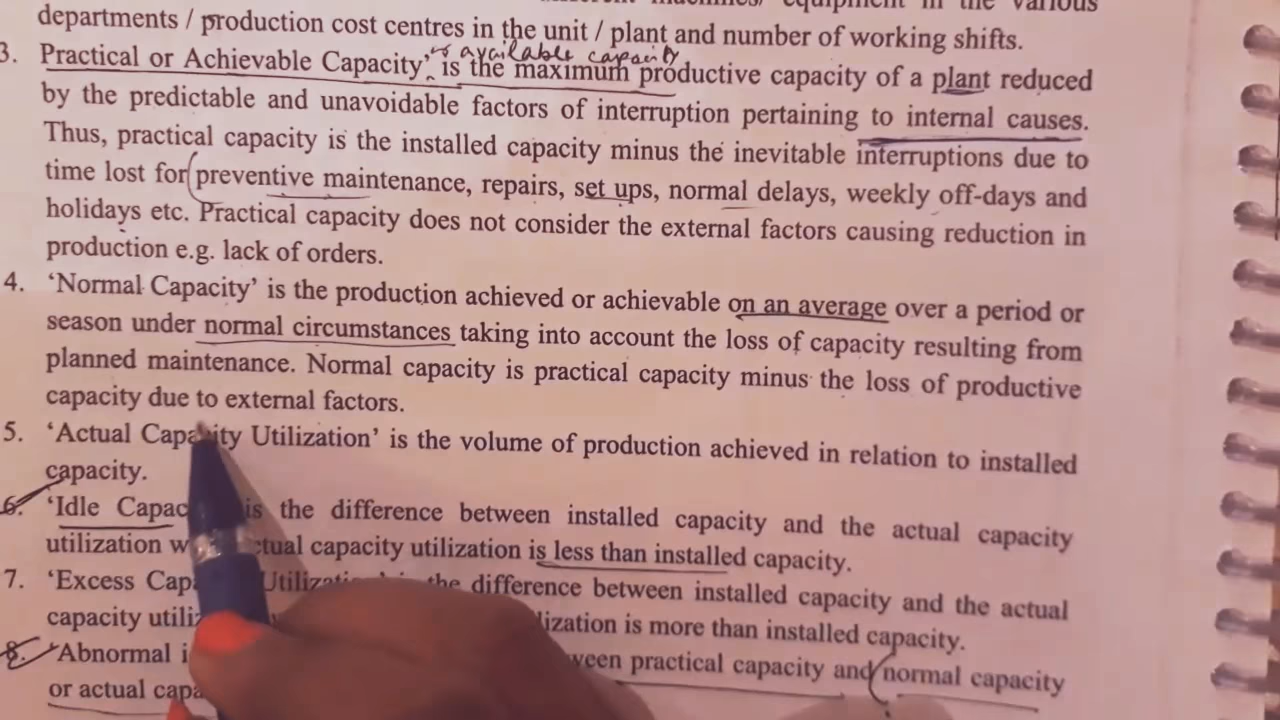 equipment in the various
departments / production cost centres in the unit / plant and number of working shifts.
available capacity
3. Practical or Achievable Capacity' is the maximum productive capacity of a plant reduced
by the predictable and unavoidable factors of interruption pertaining to internal causes.
Thus, practical capacity is the installed capacity minus the inevitable interruptions due to
time lost for preventive maintenance, repairs, set ups, normal delays, weekly off-days and
holidays etc. Practical capacity does not consider the external factors causing reduction in
production e.g. lack of orders.
4. ‘Normal Capacity’ is the production achieved or achievable on an average over a period or
season under normal circumstances taking into account the loss of capacity resulting from
planned maintenance. Normal capacity is practical capacity minus the loss of productive
capacity due to external factors.
5. ‘Actual Capacity Utilization’ is the volume of production achieved in relation to installed
capacity.
6. ‘Idle Capac is the difference between installed capacity and the actual capacity
utilization w ctual capacity utilization is less than installed capacity.
7. ‘Excess Cap Utilization' is the difference between installed capacity and the actual
capacity utiliz lization is more than installed capacity.
8. ‘Abnormal i ween practical capacity and normal capacity
or actual capa